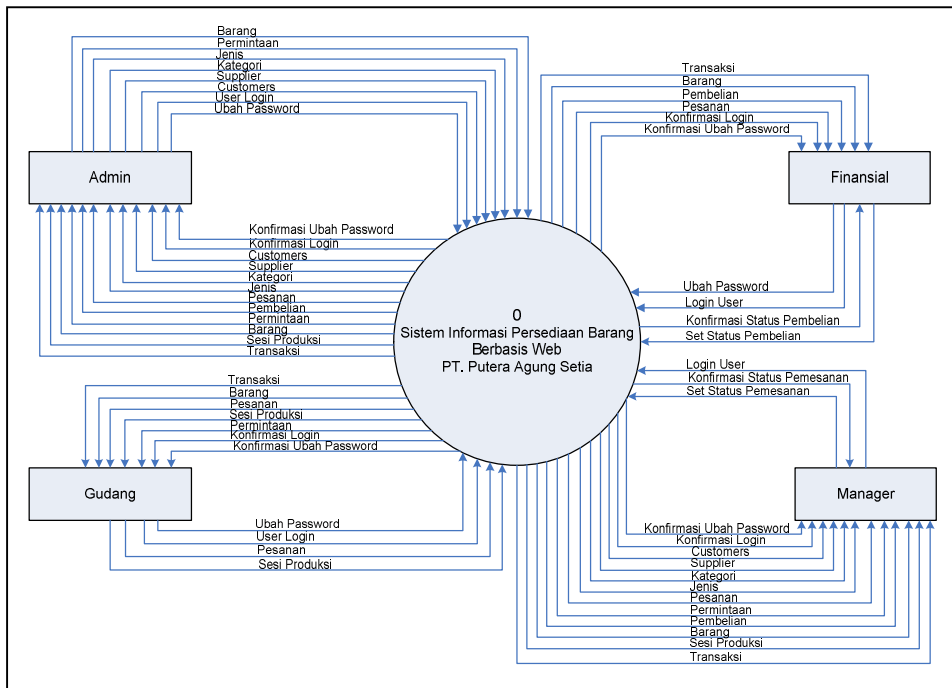 Barang
Permintaan
Jenis
Kategori
Supplier
Customers
User Login
Ubah Password
Admin
Konfirmasi Ubah Password
Konfirmasi Login
Customers
Supplier
Kategori
Jenis
Pesanan
Pembelian
Permintaan
Barang
Sesi Produksi
Transaksi
Transaksi
Barang
Pembelian
Pesanan
Konfirmasi Login
Konfirmasi Ubah Password
Finansial
Ubah Password
Login User
Konfirmasi Status Pembelian
Set Status Pembelian
0
Sistem Informasi Persediaan Barang
Berbasis Web
PT. Putera Agung Setia
Transaksi
Barang
Pesanan
Sesi Produksi
Permintaan
Konfirmasi Login
Konfirmasi Ubah Password
Gudang
Ubah Password
User Login
Pesanan
Sesi Produksi
Login User
Konfirmasi Status Pemesanan
Set Status Pemesanan
Manager
Konfirmasi Ubah Password
Konfirmasi Login
Customers
Supplier
Kategori
Jenis
Pesanan
Permintaan
Pembelian
Barang
Sesi Produksi
Transaksi